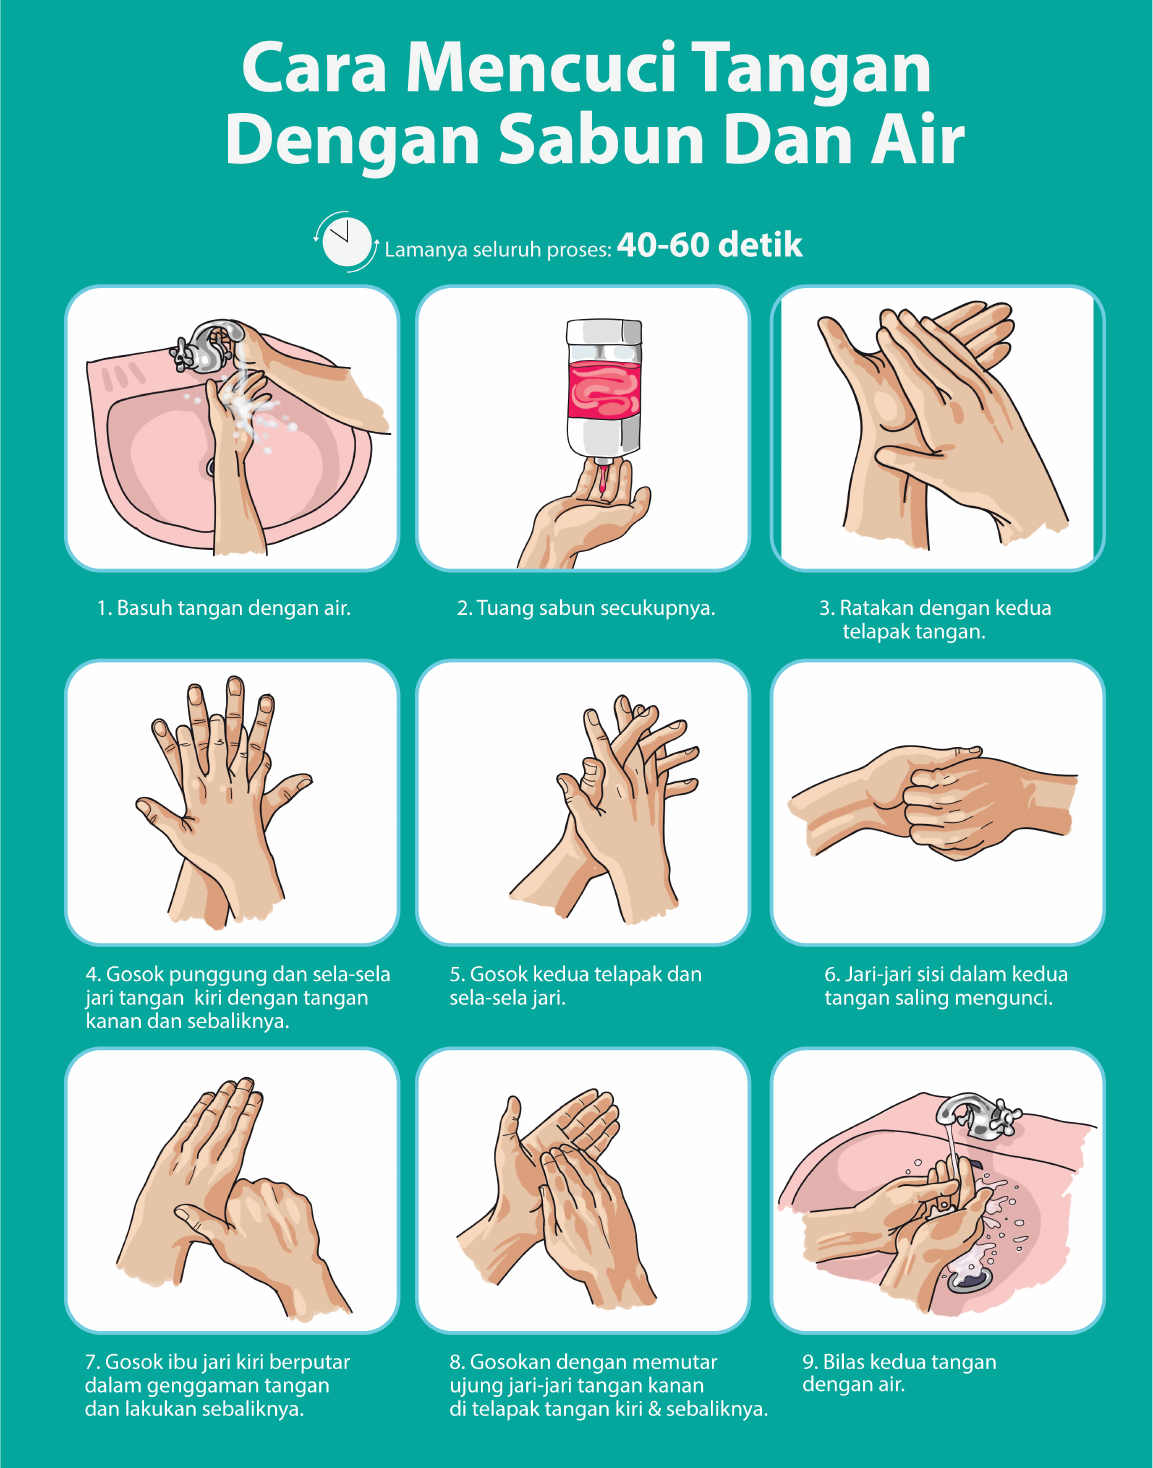 Cara Mencuci Tangan
Dengan Sabun Dan Air
Lamanya seluruh proses: 40-60 detik
1. Basuh tangan dengan air.
2. Tuang sabun secukupnya.
3. Ratakan dengan kedua
telapak tangan.
4. Gosok punggung dan sela-sela
jari tangan kiri dengan tangan
kanan dan sebaliknya.
5. Gosok kedua telapak dan
sela-sela jari.
6. Jari-jari sisi dalam kedua
tangan saling mengunci.
7. Gosok ibu jari kiri berputar
dalam genggaman tangan
dan lakukan sebaliknya.
8. Gosokan dengan memutar
ujung jari-jari tangan kanan
di telapak tangan kiri & sebaliknya.
9. Bilas kedua tangan
dengan air.